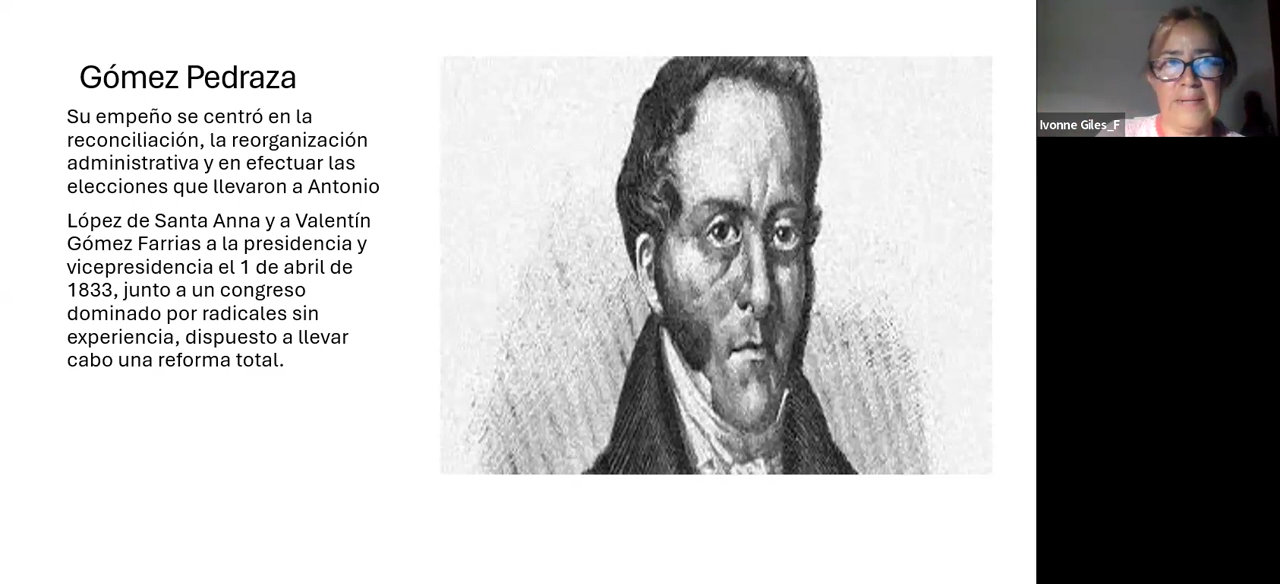 Gómez Pedraza
Su empeño se centró en la
reconciliación, la reorganización
administrativa y en efectuar las
elecciones que llevaron a Antonio
López de Santa Anna y a Valentín
Gómez Farrias a la presidencia y
vicepresidencia el 1 de abril de
1833, junto a un congreso
dominado por radicales sin
experiencia, dispuesto a llevar
cabo una reforma total.
Ivonne Giles_F